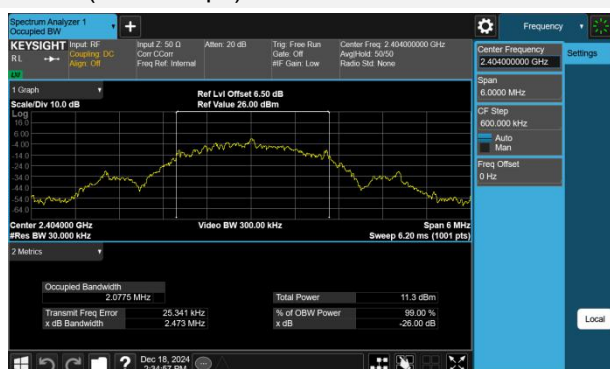 Spectrum Analyzer 1
Occupied BW
Frequency
KEYSIGHT Input: RF
RL
Coupling: DC
Align: Off
LXI
Input Z: 50 Ω
Corr CCorr
Freq Ref: Internal
Atten: 20 dB
Trig: Free Run
Gate: Off
#IF Gain: Low
Center Freq: 2.404000000 GHz
Avg|Hold: 50/50
Radio Std: None
Center Frequency
2.404000000 GHz
Settings
Span
6.0000 MHz
CF Step
600.000 kHz
Auto
Man
Freq Offset
0 Hz
Local
1 Graph
Scale/Div 10.0 dB
Ref Lvl Offset 6.50 dB
Ref Value 26.00 dBm
Log
16.0
6.00
-4.00
-14.0
-24.0
-34.0
-44.0
-54.0
-64.0
Center 2.404000 GHz
#Res BW 30.000 kHz
Video BW 300.00 kHz
Span 6 MHz
Sweep 6.20 ms (1001 pts)
2 Metrics
Occupied Bandwidth
2.0775 MHz
Total Power 11.3 dBm
Transmit Freq Error 25.341 kHz
% of OBW Power 99.00 %
x dB Bandwidth 2.473 MHz
x dB -26.00 dB
Dec 18, 2024
2:34:57 PM